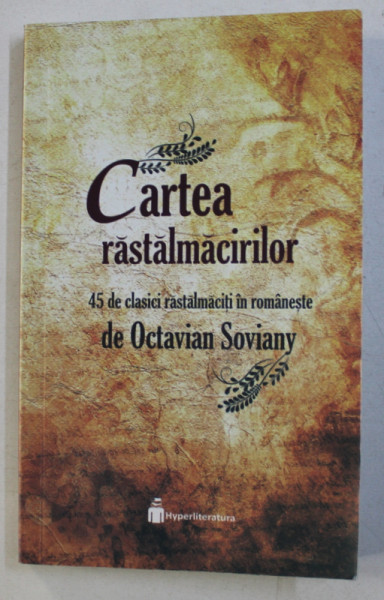 Cartea
răstălmăcirilor
45 de clasici răstălmăciți în românește
de Octavian Soviany
Hyperliteratura